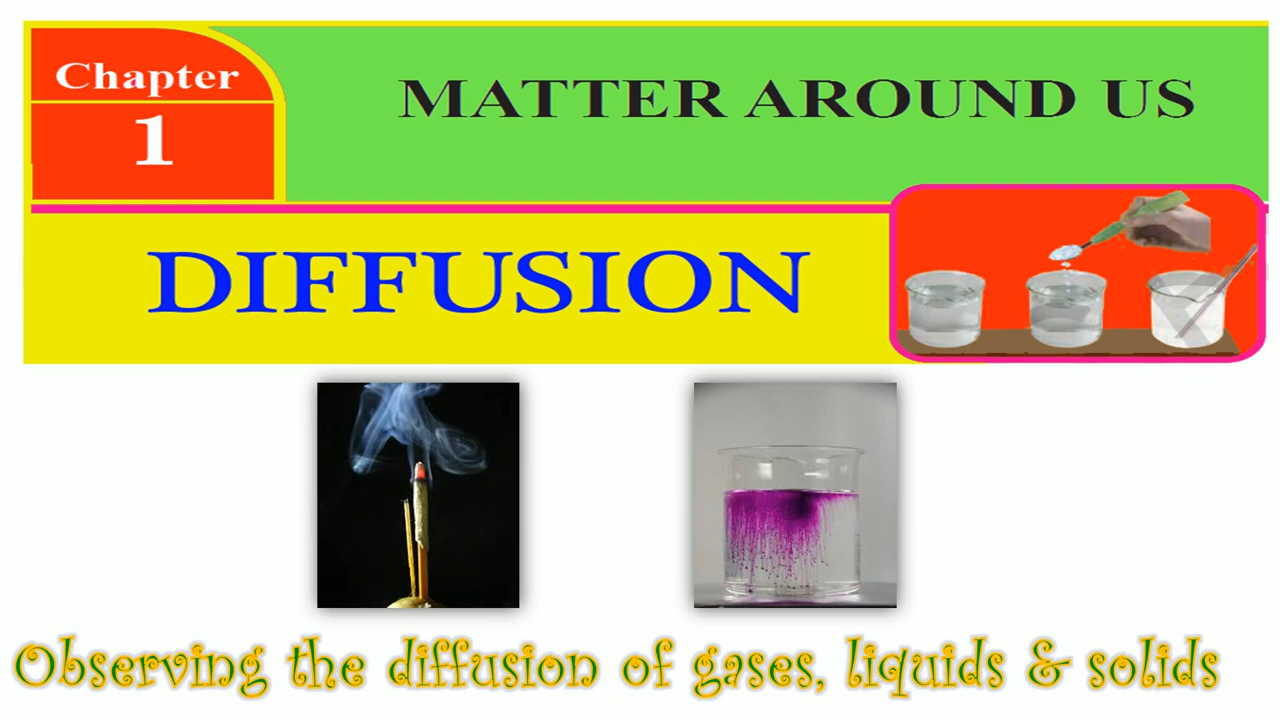 Chapter
1
MATTER AROUND US
DIFFUSION
Observing the diffusion of gases, liquids & solids